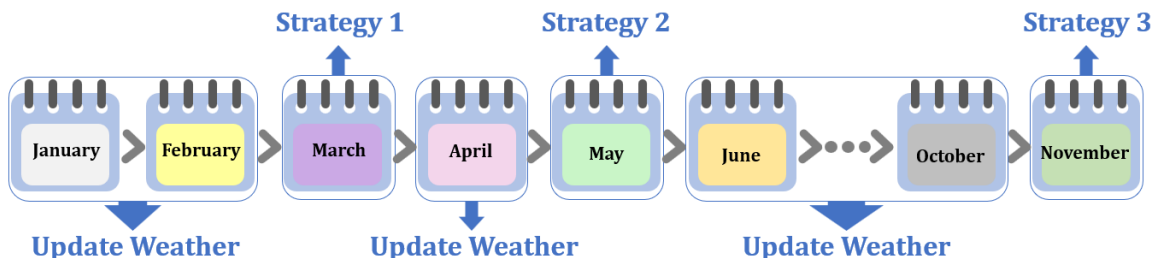 Strategy 1
Strategy 2
Strategy 3
January
February
March
April
May
June
October
November
Update Weather
Update Weather
Update Weather